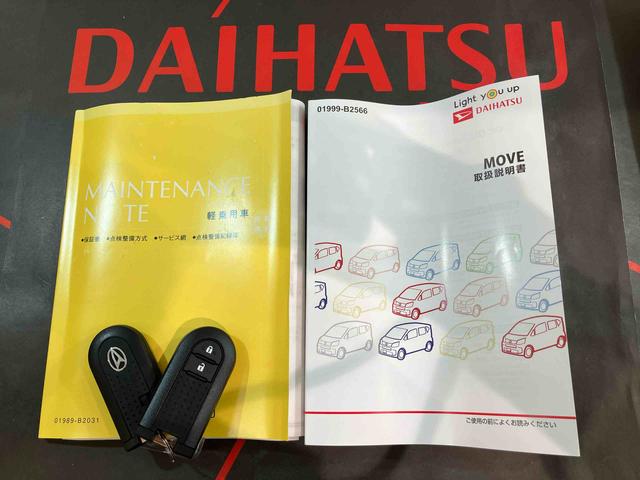 DAIHATSU
MAINTENANCE
NOTE
軽乗用車
●保証書 ●点検整備方式 ●サービス網 ●点検整備記録簿
01989-B2031
01999-B2566
Light you up
DAIHATSU
MOVE
取扱説明書
ご使用の前によくお読みください